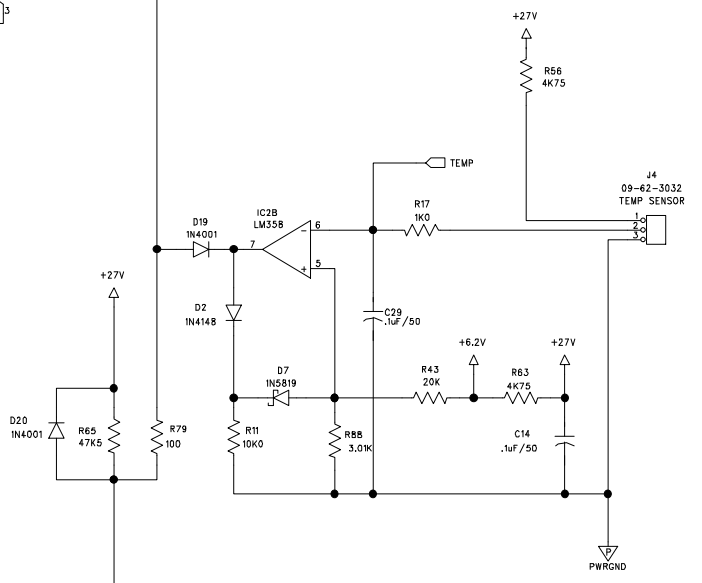 3
+27V
R56
4K75
TEMP
J4
09-62-3032
TEMP SENSOR
1
2
3
R17
1K0
IC2B
LM358
6
7
5
D19
1N4001
+27V
D2
1N4148
C29
.1uF/50
+6.2V
+27V
D7
1N5819
R43
20K
R63
4K75
D20
1N4001
R65
47K5
R79
100
R11
10K0
R88
3.01K
C14
.1uF/50
P
PWRGND